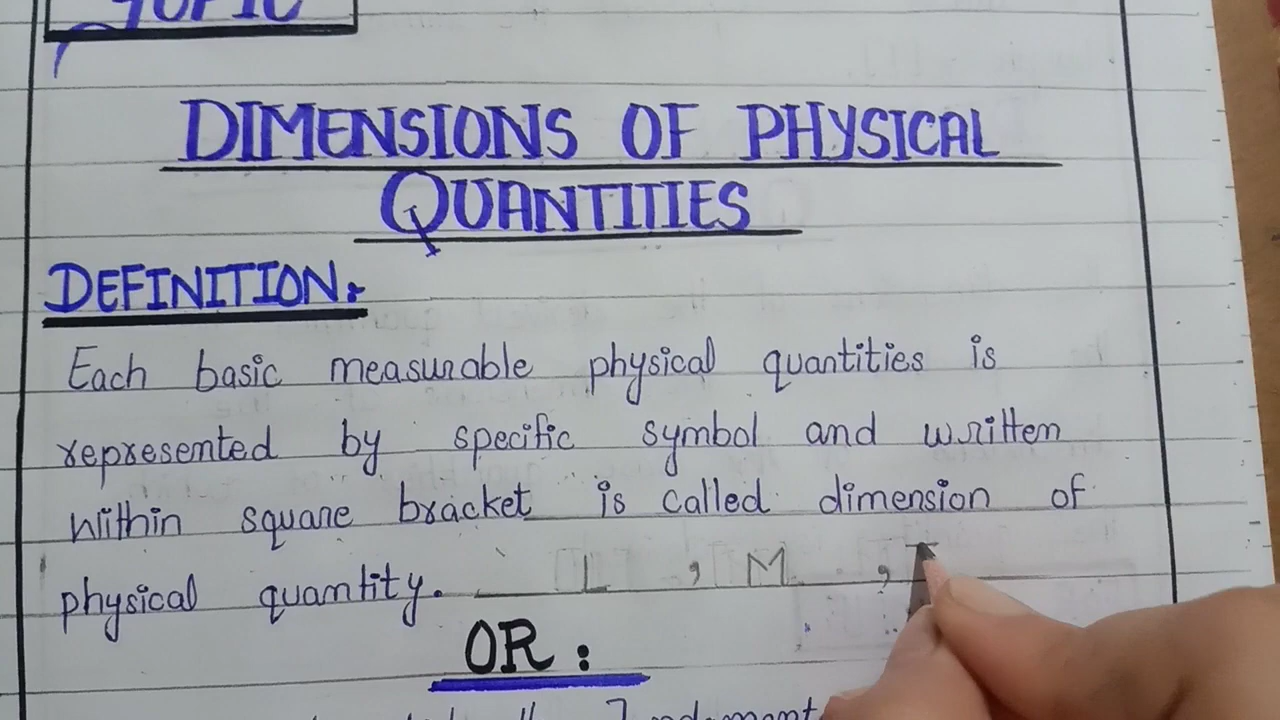 TOPIC
DIMENSIONS OF PHYSICAL
QUANTITIES
DEFINITION:
Each basic measurable physical quantities is
represented by specific symbol and written
within square bracket is called dimension of
physical quantity. L , M , T
OR: